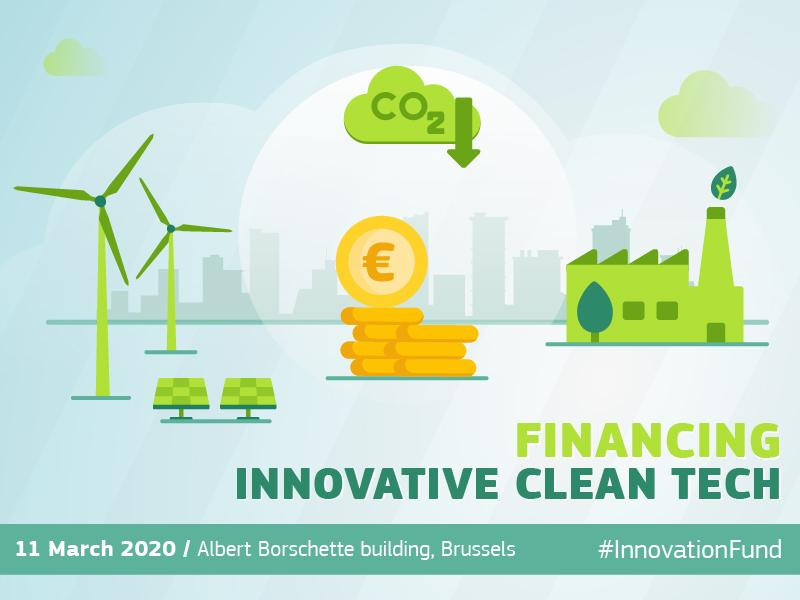 CO2
€
FINANCING
INNOVATIVE CLEAN TECH
11 March 2020 / Albert Borschette building, Brussels #InnovationFund